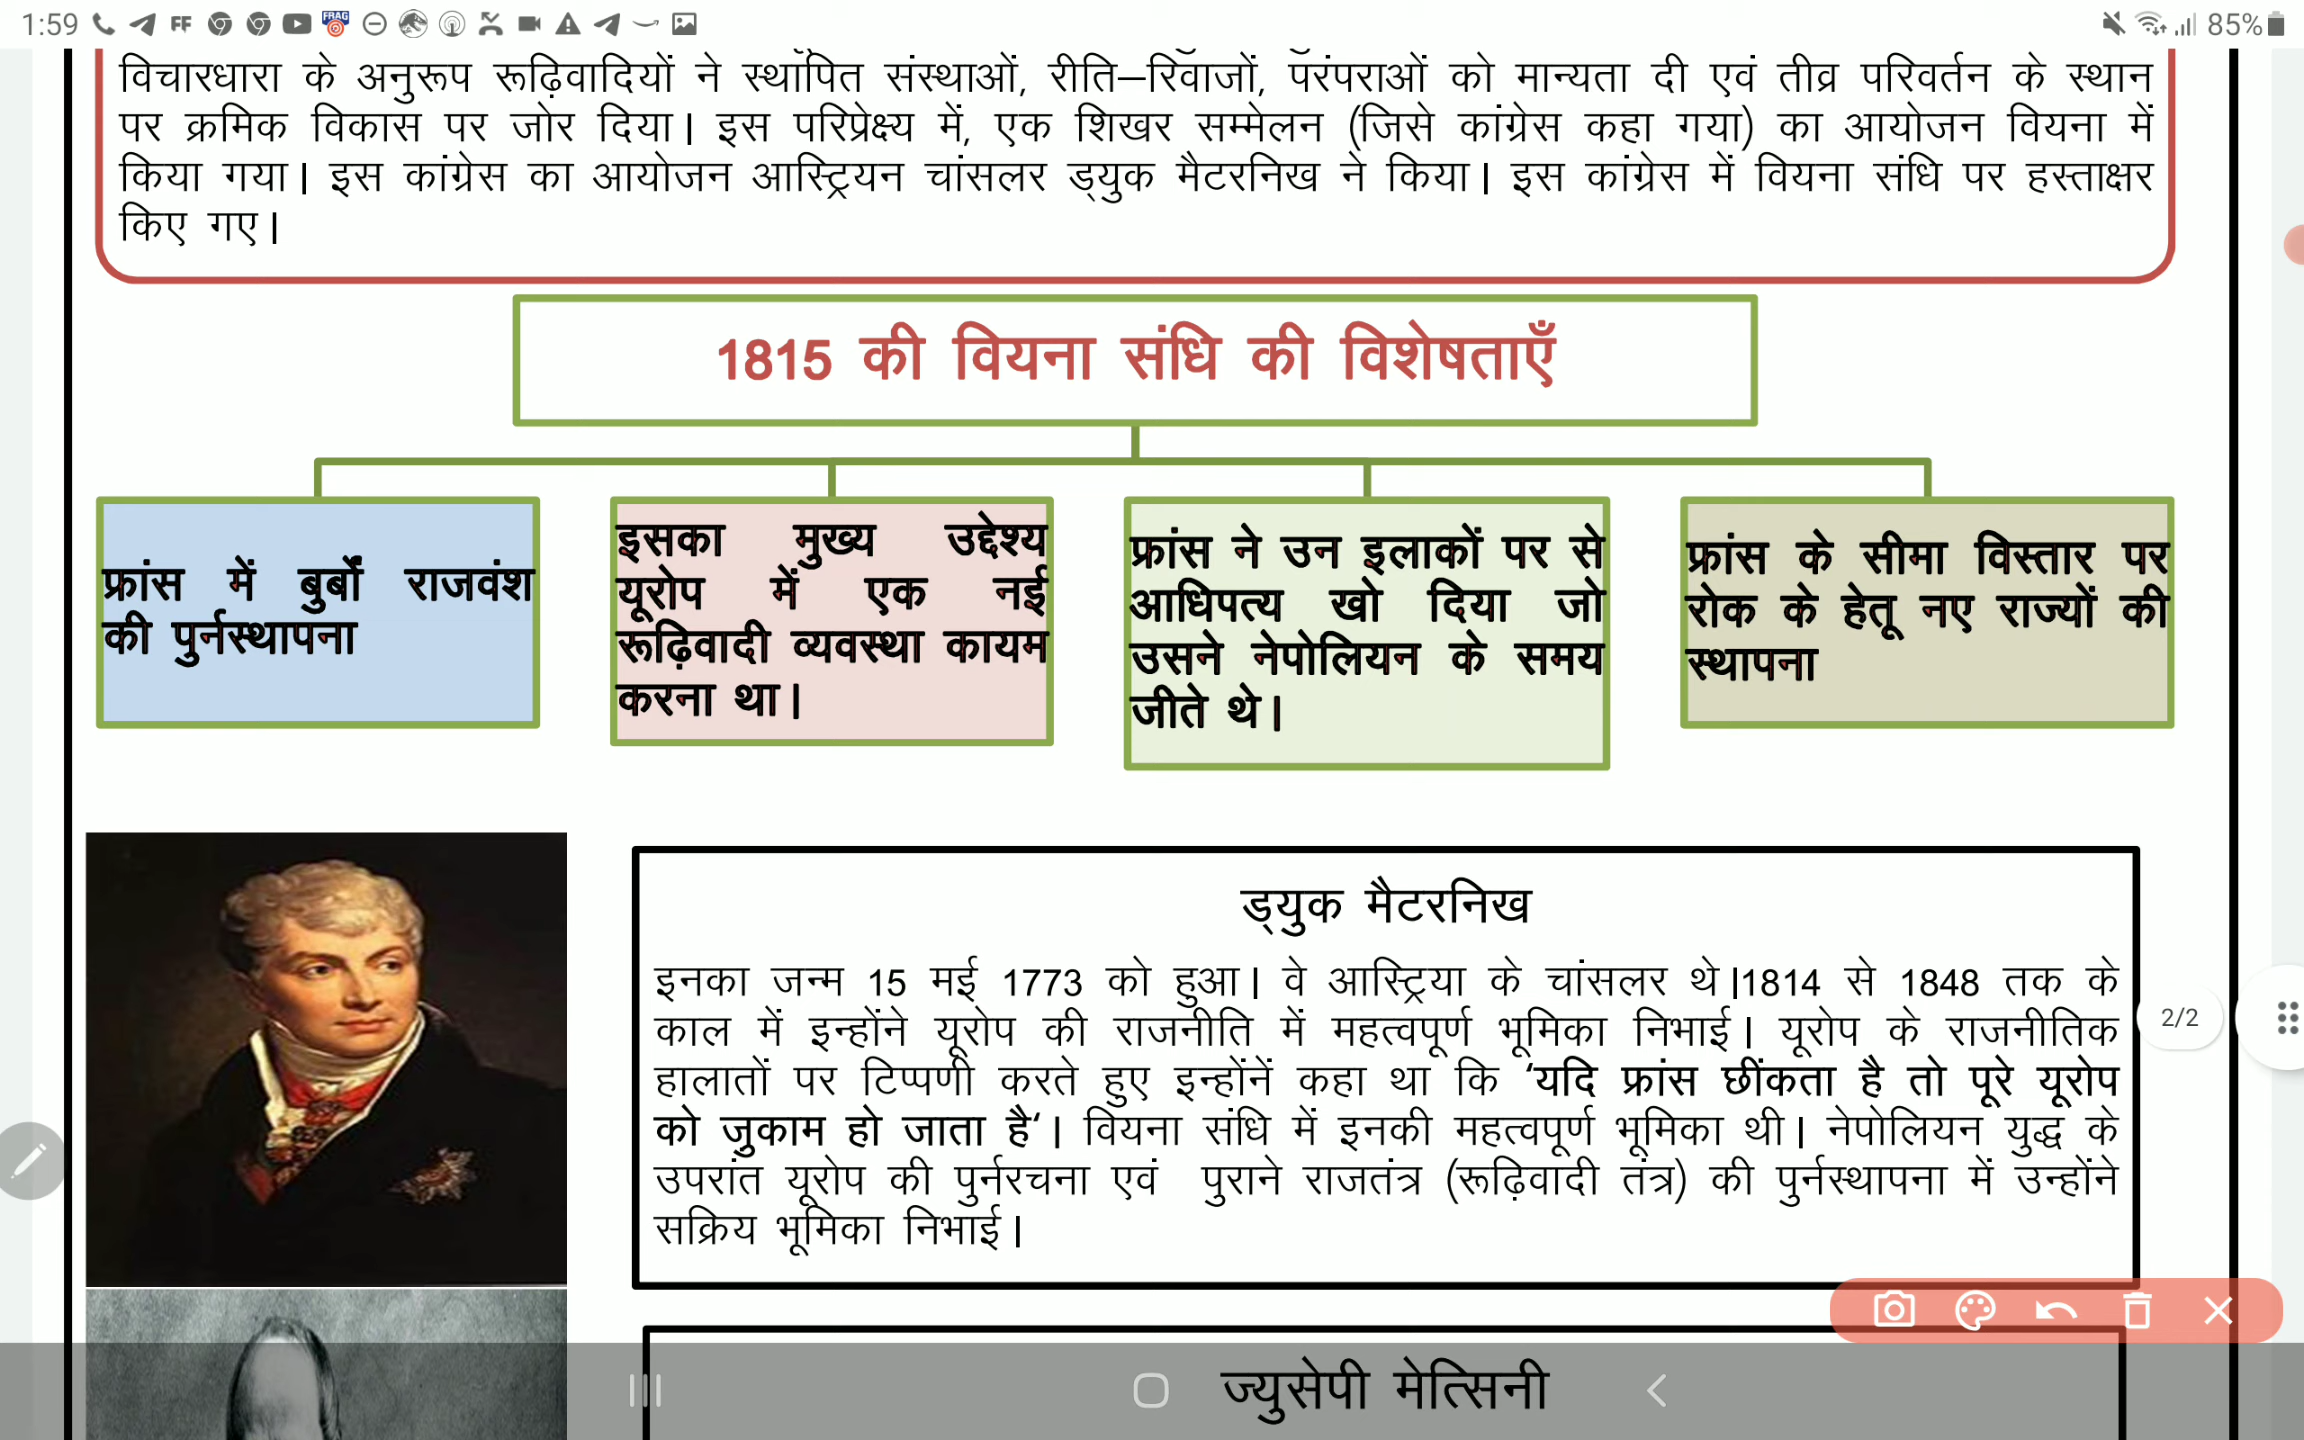 1:59
85%
विचारधारा के अनुरूप रूढ़िवादियों ने स्थापित संस्थाओं, रीति–रिवाजों, परंपराओं को मान्यता दी एवं तीव्र परिवर्तन के स्थान
पर क्रमिक विकास पर जोर दिया। इस परिप्रेक्ष्य में, एक शिखर सम्मेलन (जिसे कांग्रेस कहा गया) का आयोजन वियना में
किया गया। इस कांग्रेस का आयोजन आस्ट्रियन चांसलर ड्युक मैटरनिख ने किया। इस कांग्रेस में वियना संधि पर हस्ताक्षर
किए गए।
1815 की वियना संधि की विशेषताएँ
फ्रांस में बुर्बों राजवंश
की पुर्नस्थापना
इसका मुख्य उद्देश्य
यूरोप में एक नई
रूढ़िवादी व्यवस्था कायम
करना था।
फ्रांस ने उन इलाकों पर से
आधिपत्य खो दिया जो
उसने नेपोलियन के समय
जीते थे।
फ्रांस के सीमा विस्तार पर
रोक के हेतू नए राज्यों की
स्थापना
ड्युक मैटरनिख
इनका जन्म 15 मई 1773 को हुआ। वे आस्ट्रिया के चांसलर थे।1814 से 1848 तक के
काल में इन्होंने यूरोप की राजनीति में महत्वपूर्ण भूमिका निभाई। यूरोप के राजनीतिक
हालातों पर टिप्पणी करते हुए इन्होंनें कहा था कि ‘यदि फ्रांस छींकता है तो पूरे यूरोप
को जुकाम हो जाता है‘। वियना संधि में इनकी महत्वपूर्ण भूमिका थी। नेपोलियन युद्ध के
उपरांत यूरोप की पुर्नरचना एवं पुराने राजतंत्र (रूढ़िवादी तंत्र) की पुर्नस्थापना में उन्होंने
सक्रिय भूमिका निभाई।
2/2
ज्युसेपी मेत्सिनी